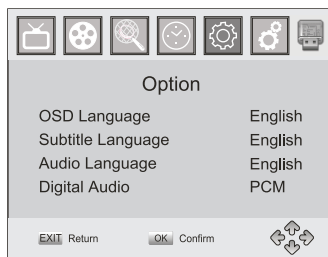 Option
OSD Language English
Subtitle Language English
Audio Language English
Digital Audio PCM
EXIT Return OK Confirm